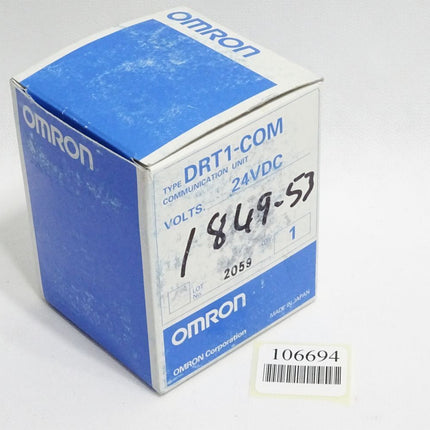 OMRON
OMRON
TYPE DRT1-COM
COMMUNICATION UNIT
VOLTS. 24VDC
1849-53
LOT No. 2059
1
OMRON
OMRON Corporation
MADE IN JAPAN
106694